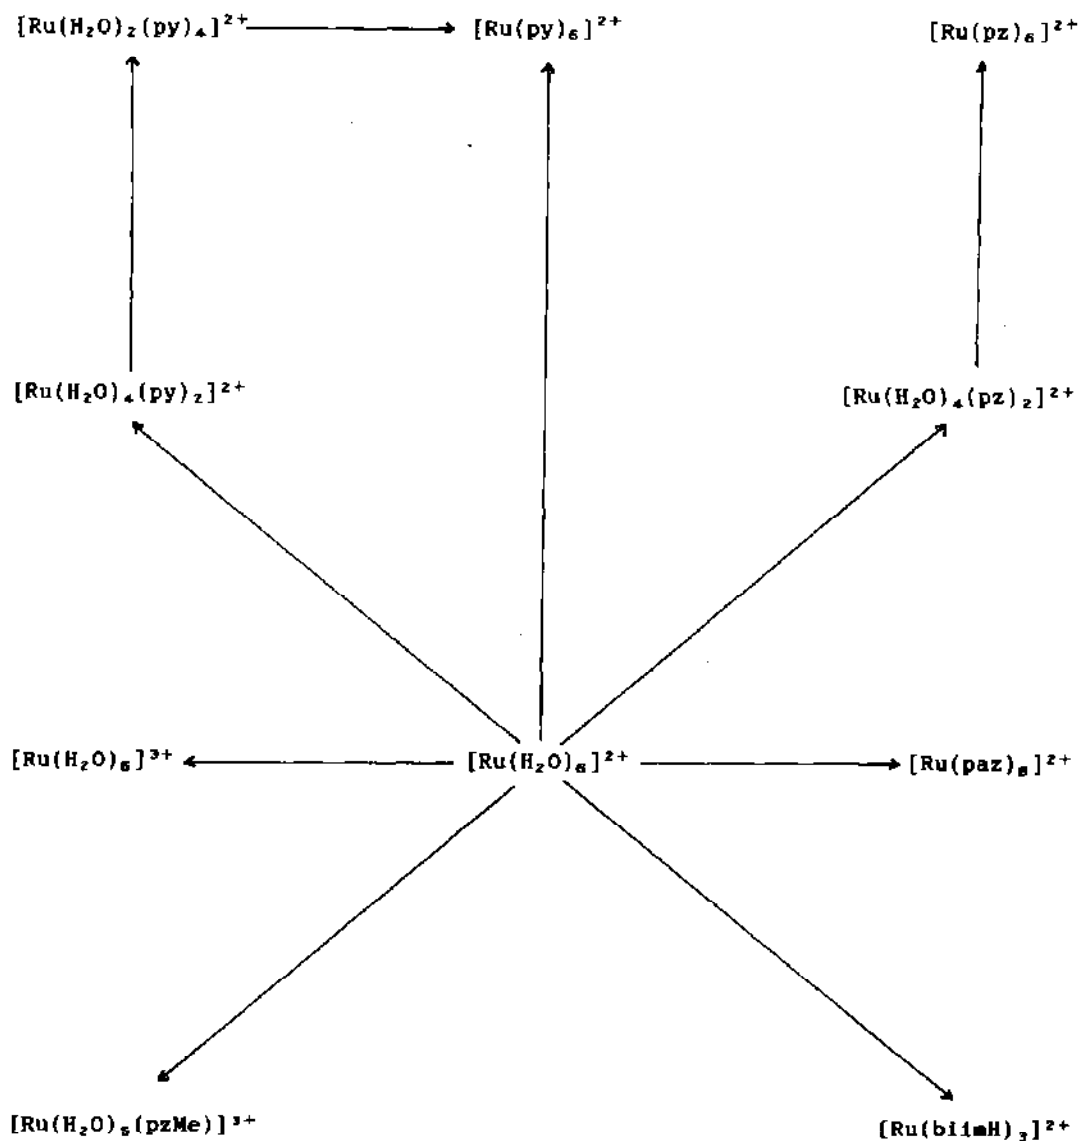 [Ru(H₂O)₂(py)₄]²⁺ [Ru(py)₆]²⁺ [Ru(pz)₆]²⁺
[Ru(H₂O)₄(py)₂]²⁺ [Ru(H₂O)₄(pz)₂]²⁺
[Ru(H₂O)₆]³⁺ [Ru(H₂O)₆]²⁺ [Ru(paz)₆]²⁺
[Ru(H₂O)₅(pzMe)]³⁺ [Ru(biimH)₃]²⁺